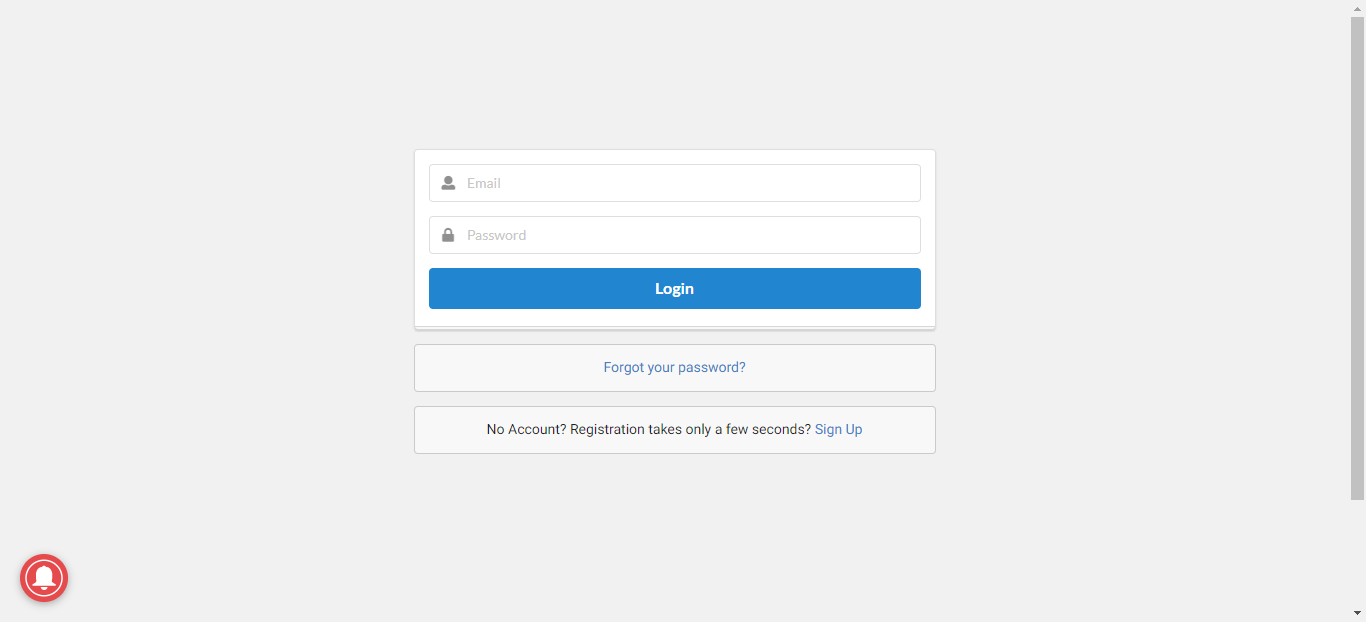 Email
Password
Login
Forgot your password?
No Account? Registration takes only a few seconds? Sign Up